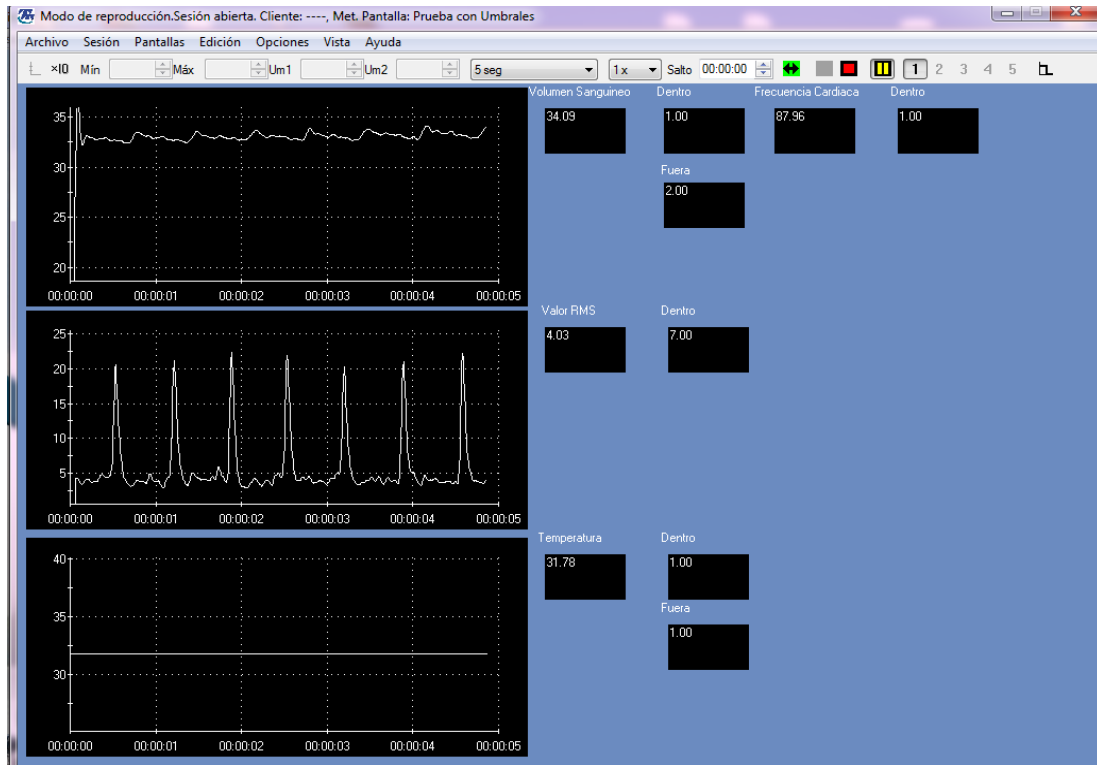 Modo de reproducción.Sesión abierta. Cliente: ----, Met. Pantalla: Prueba con Umbrales
Archivo Sesión Pantallas Edición Opciones Vista Ayuda
×10 Mín Máx Um1 Um2 5 seg 1 x Salto 00:00:00 1 2 3 4 5
Volumen Sanguineo Dentro Frecuencia Cardiaca Dentro
34.09 1.00 87.96 1.00
Fuera
2.00
35
30
25
20
00:00:00 00:00:01 00:00:02 00:00:03 00:00:04 00:00:05
Valor RMS Dentro
4.03 7.00
25
20
15
10
5
00:00:00 00:00:01 00:00:02 00:00:03 00:00:04 00:00:05
Temperatura Dentro
31.78 1.00
Fuera
1.00
40
35
30
00:00:00 00:00:01 00:00:02 00:00:03 00:00:04 00:00:05